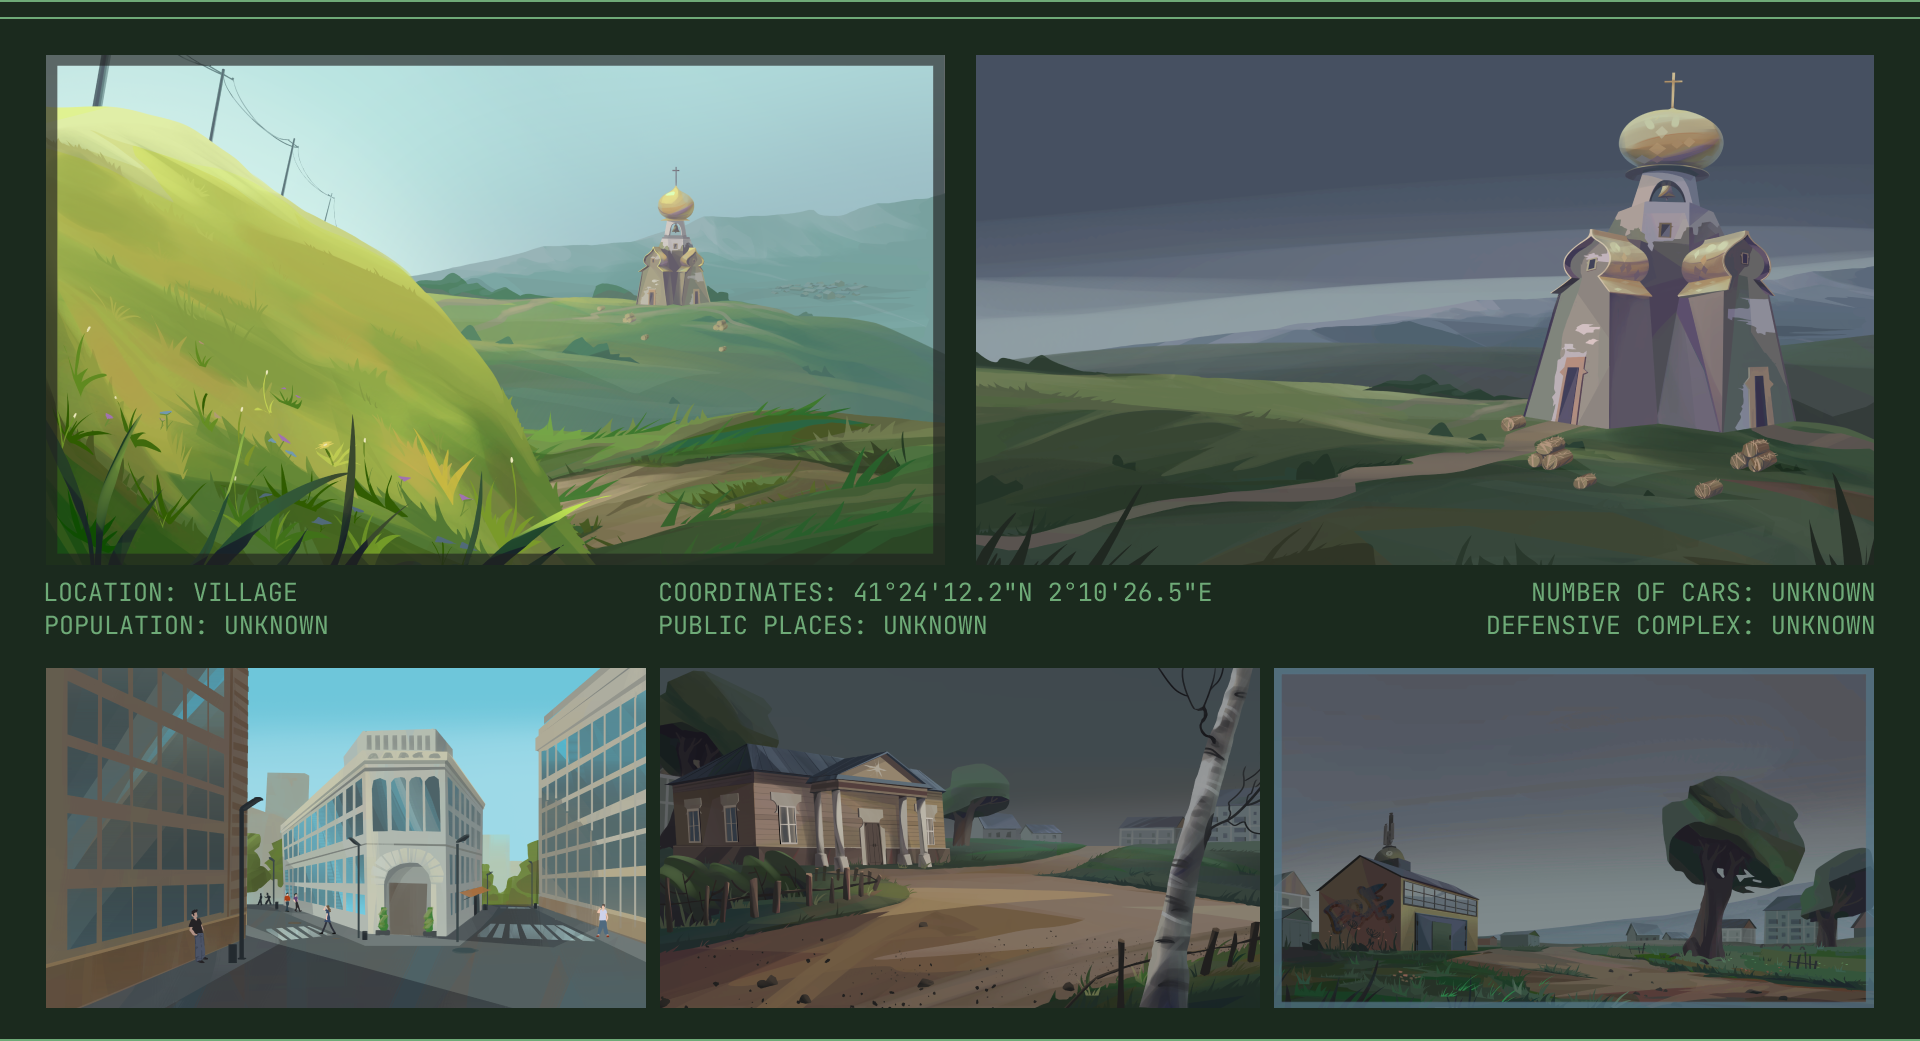 LOCATION: VILLAGE
POPULATION: UNKNOWN
COORDINATES: 41°24'12.2"N 2°10'26.5"E
PUBLIC PLACES: UNKNOWN
NUMBER OF CARS: UNKNOWN
DEFENSIVE COMPLEX: UNKNOWN